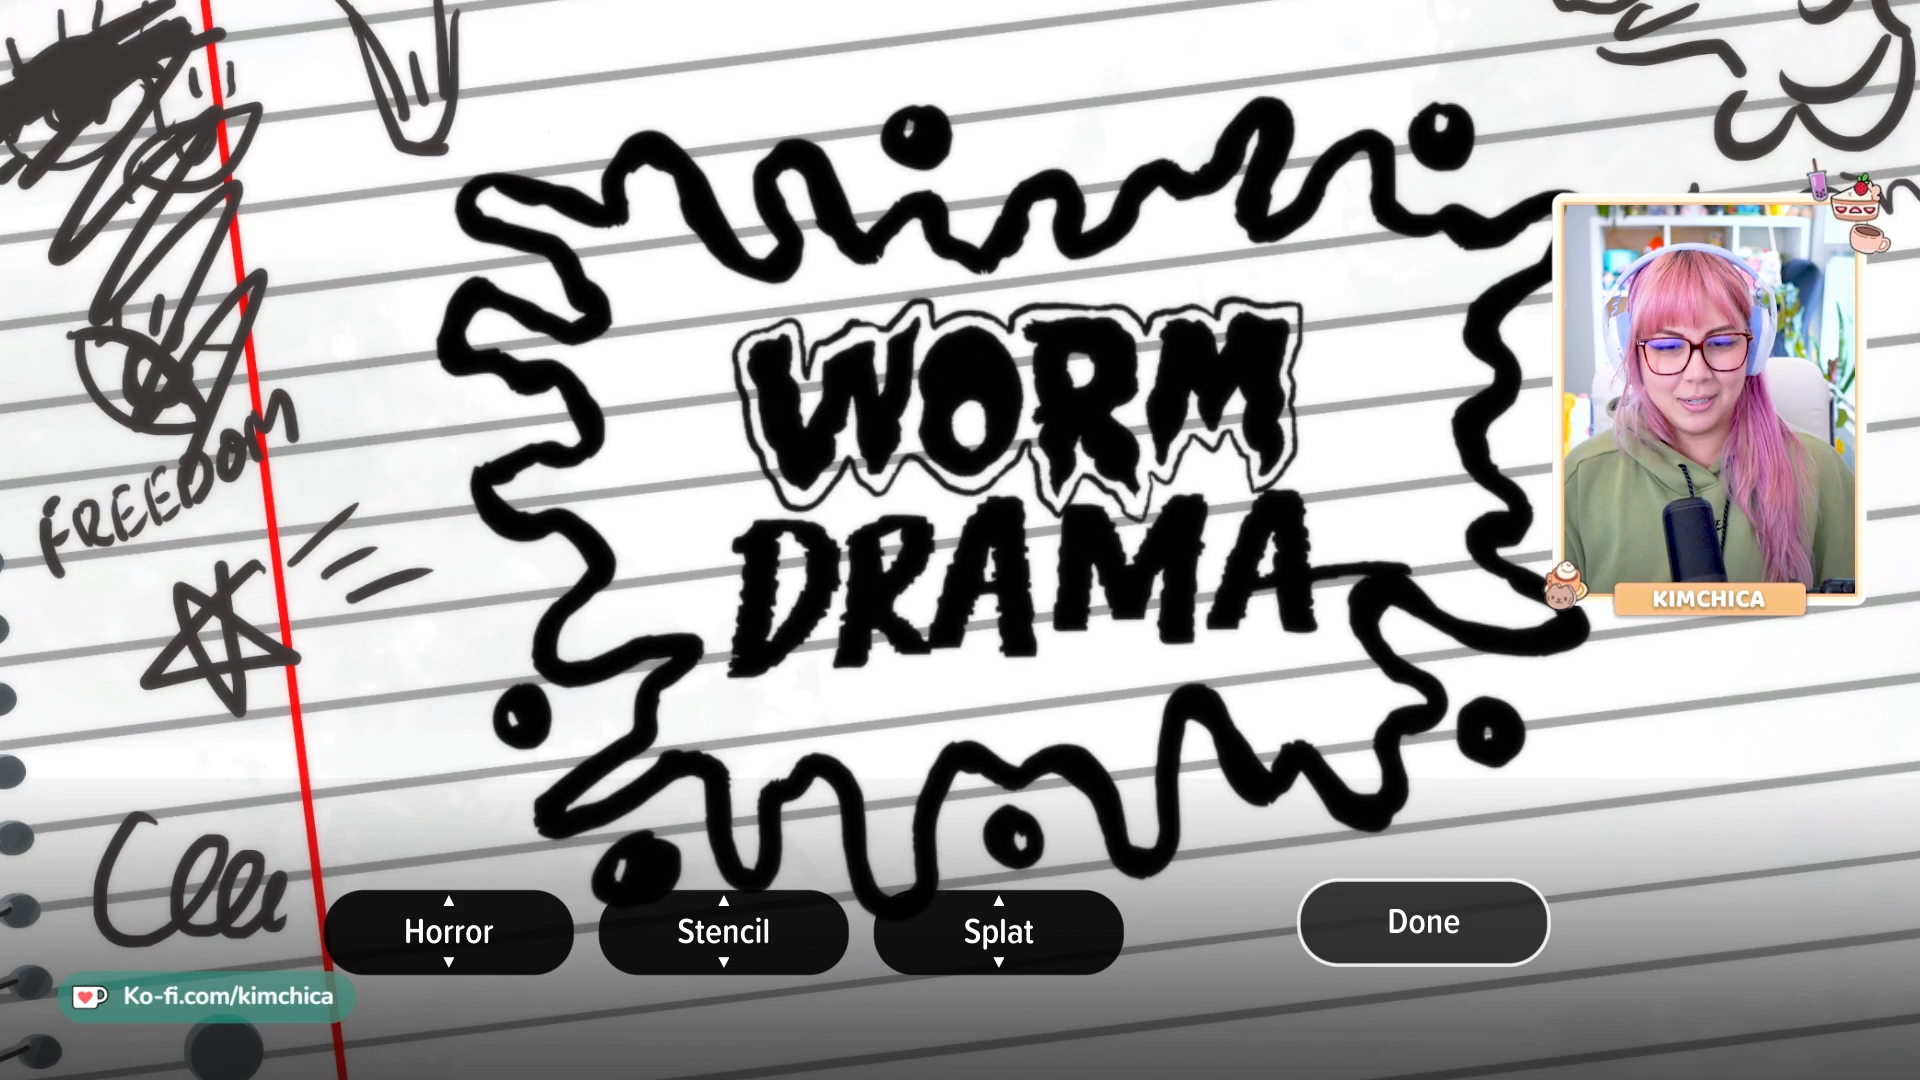 WORM
DRAMA
FREEDOM
KIMCHICA
Horror
Stencil
Splat
Done
Ko-fi.com/kimchica